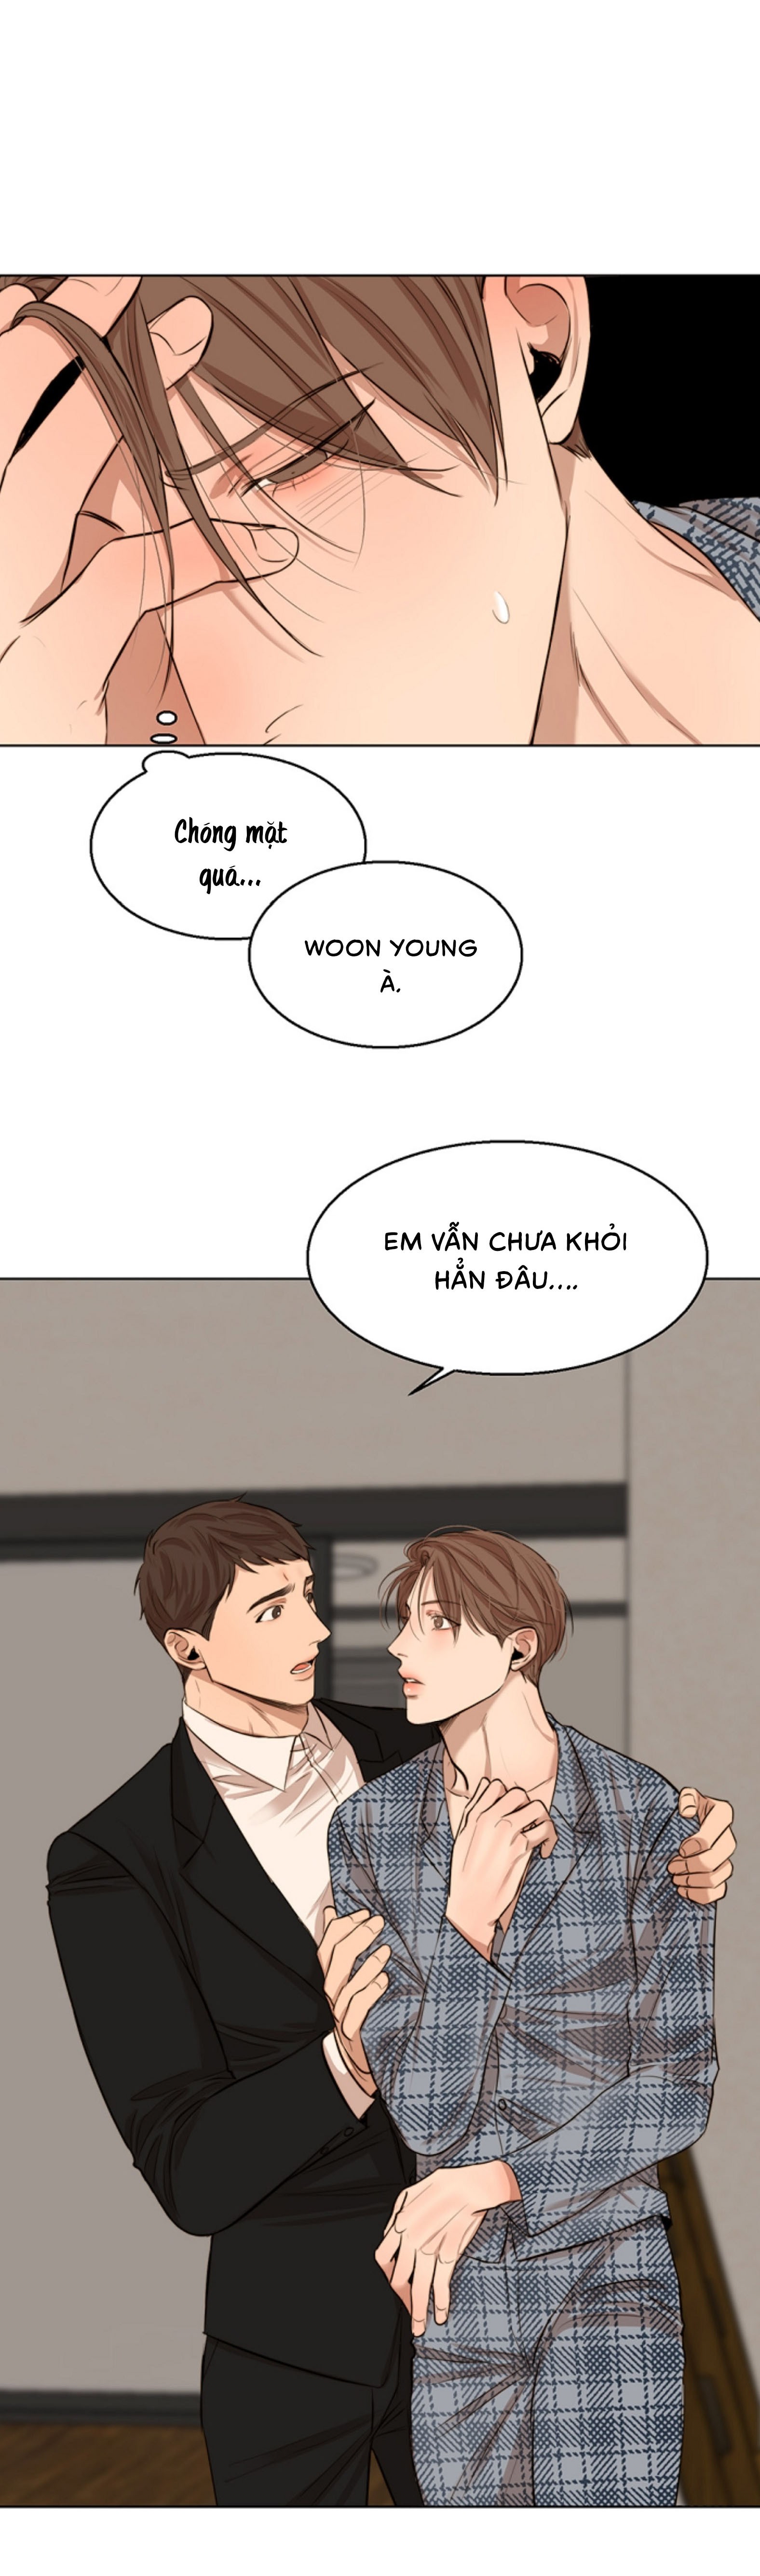 Chóng mặt
quá...
WOON YOUNG
À.
EM VẪN CHƯA KHỎI
HẲN ĐÂU....